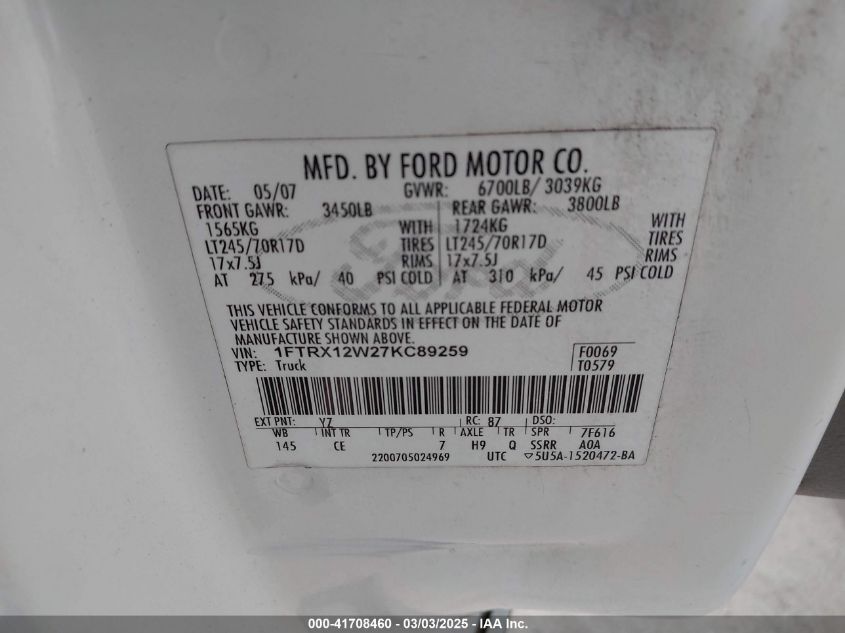 MFD. BY FORD MOTOR CO.
DATE: 05/07 GVWR: 6700LB/ 3039KG
FRONT GAWR: 3450LB REAR GAWR: 3800LB
1565KG WITH 1724KG WITH
LT245/70R17D TIRES LT245/70R17D TIRES
17x7.5J RIMS 17x7.5J RIMS
AT 275 kPa/ 40 PSI COLD AT 310 kPa/ 45 PSI COLD
THIS VEHICLE CONFORMS TO ALL APPLICABLE FEDERAL MOTOR
VEHICLE SAFETY STANDARDS IN EFFECT ON THE DATE OF
MANUFACTURE SHOWN ABOVE.
VIN: 1FTRX12W27KC89259 F0069
TYPE: Truck T0579
EXT PNT: YZ RC: 87 DSO:
WB INT TR TP/PS R AXLE TR SPR 7F616
145 CE 7 H9 Q SSRR A0A
2200705024969 UTC 5U5A-1520472-BA
000-41708460 - 03/03/2025 - IAA Inc.